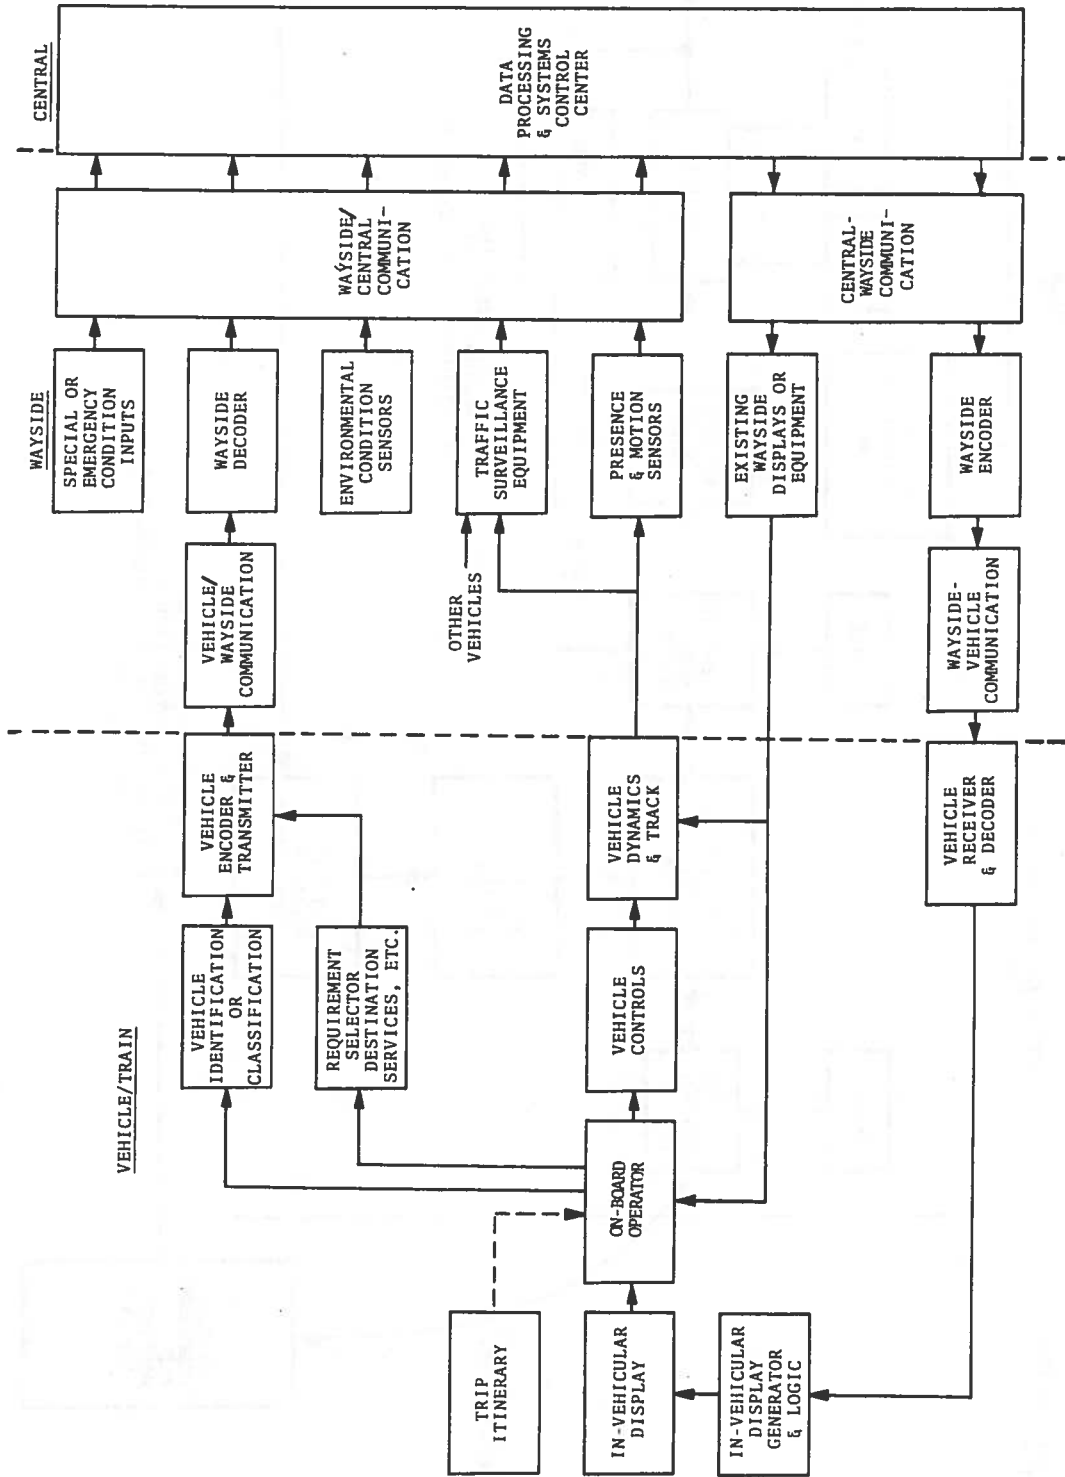 VEHICLE/TRAIN
WAYSIDE
CENTRAL
VEHICLE
IDENTIFICATION
OR
CLASSIFICATION
VEHICLE
ENCODER &
TRANSMITTER
VEHICLE/
WAYSIDE
COMMUNICATION
WAYSIDE
DECODER
SPECIAL OR
EMERGENCY
CONDITION
INPUTS
REQUIREMENT
SELECTOR
DESTINATION
SERVICES, ETC.
ENVIRONMENTAL
CONDITION
SENSORS
WAYSIDE/
CENTRAL
COMMUNI-
CATION
DATA
PROCESSING
& SYSTEMS
CONTROL
CENTER
TRIP
ITINERARY
OTHER
VEHICLES
TRAFFIC
SURVEILLANCE
EQUIPMENT
IN-VEHICULAR
DISPLAY
ON-BOARD
OPERATOR
VEHICLE
CONTROLS
VEHICLE
DYNAMICS
& TRACK
PRESENCE
& MOTION
SENSORS
IN-VEHICULAR
DISPLAY
GENERATOR
& LOGIC
EXISTING
WAYSIDE
DISPLAYS OR
EQUIPMENT
CENTRAL-
WAYSIDE
COMMUNI-
CATION
VEHICLE
RECEIVER
& DECODER
WAYSIDE-
VEHICLE
COMMUNICATION
WAYSIDE
ENCODER